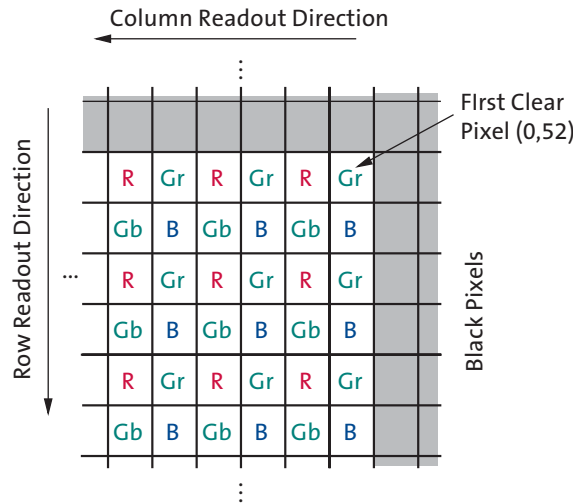 Column Readout Direction
...
FIrst Clear
Pixel (0,52)
R Gr R Gr R Gr
Gb B Gb B Gb B
R Gr R Gr R Gr
Gb B Gb B Gb B
R Gr R Gr R Gr
Gb B Gb B Gb B
Row Readout Direction
...
Black Pixels
...